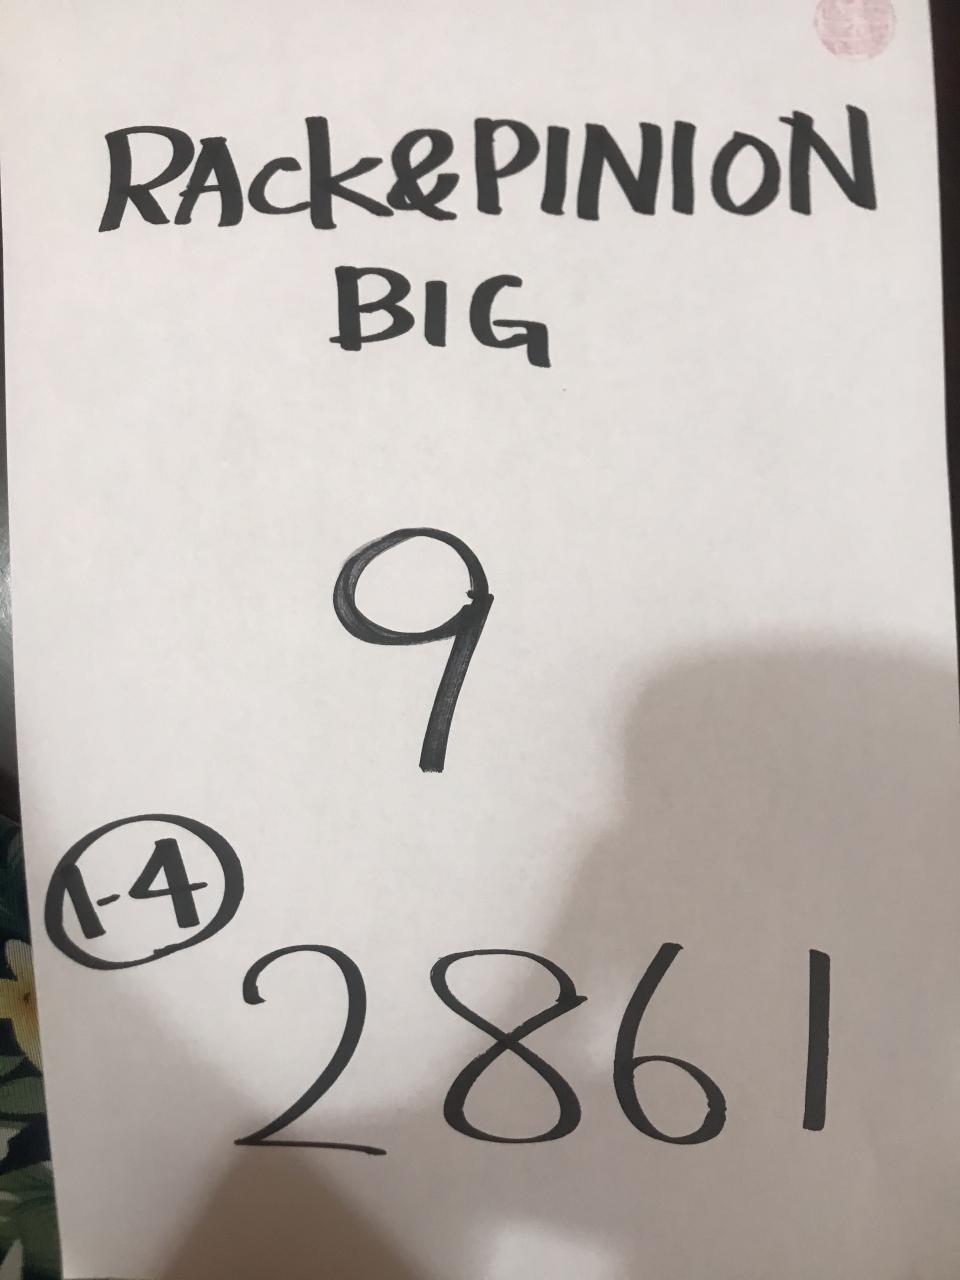 RACK&PINION
BIG
9
1-4
2861